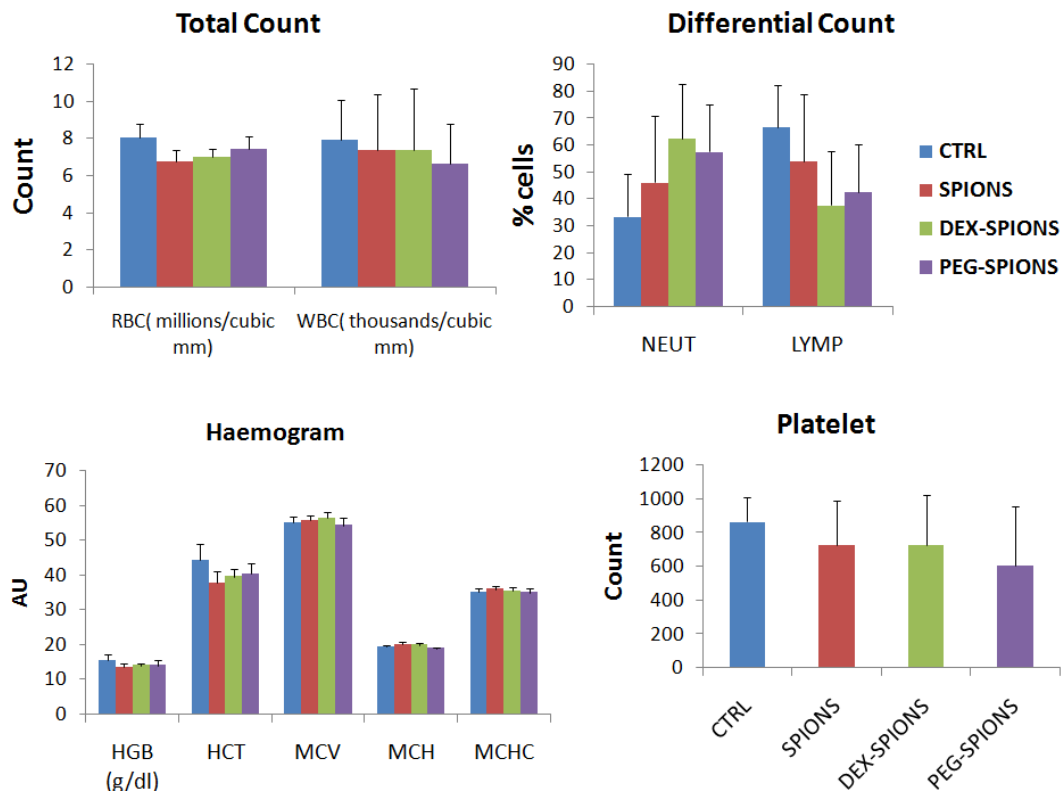 Total Count
12
10
8
6
4
2
0
Count
RBC( millions/cubic
mm)
WBC( thousands/cubic
mm)
Differential Count
90
80
70
60
50
40
30
20
10
0
% cells
NEUT
LYMP
CTRL
SPIONS
DEX-SPIONS
PEG-SPIONS
Haemogram
70
60
50
40
30
20
10
0
AU
HGB
(g/dl)
HCT
MCV
MCH
MCHC
Platelet
1200
1000
800
600
400
200
0
Count
CTRL
SPIONS
DEX-SPIONS
PEG-SPIONS